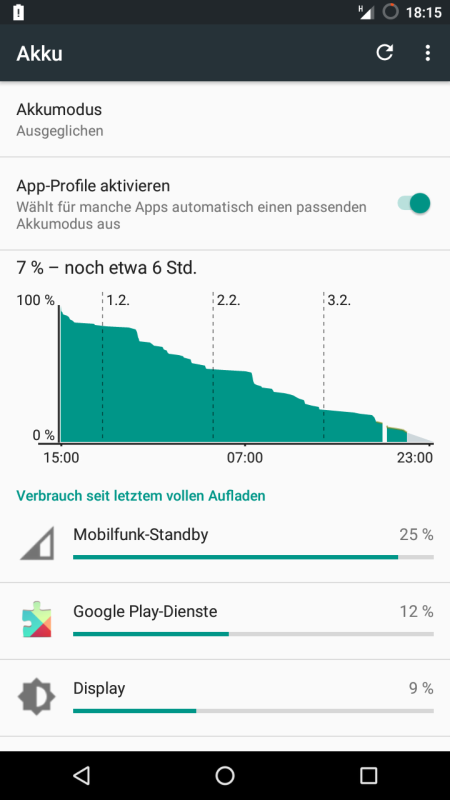 H 18:15
Akku
Akkumodus
Ausgeglichen
App-Profile aktivieren
Wählt für manche Apps automatisch einen passenden
Akkumodus aus
7 % – noch etwa 6 Std.
100 % 1.2. 2.2. 3.2.
0 %
15:00 07:00 23:00
Verbrauch seit letztem vollen Aufladen
Mobilfunk-Standby 25 %
Google Play-Dienste 12 %
Display 9 %